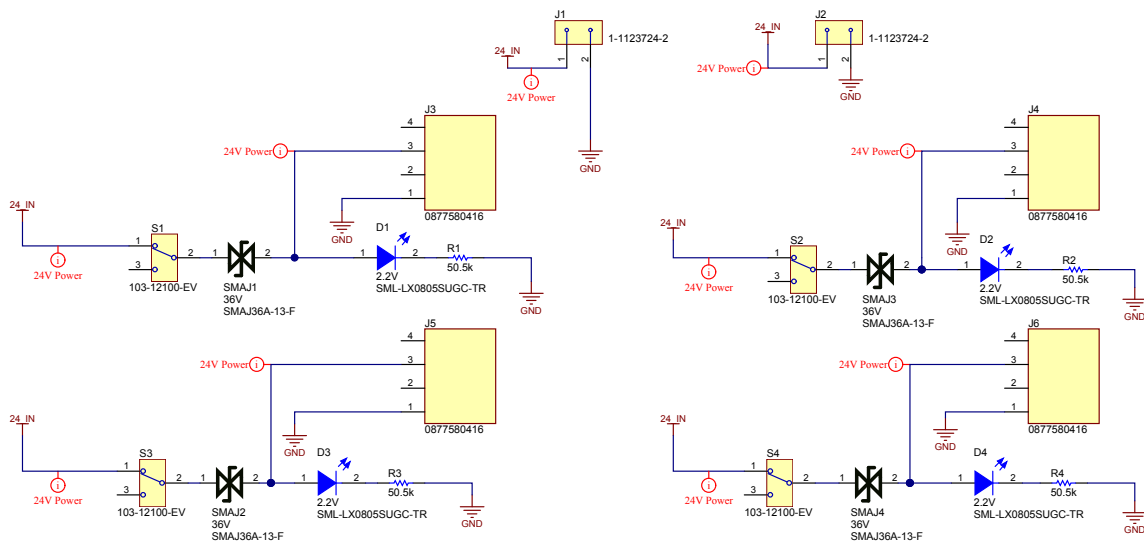 J1
24_IN
1-1123724-2
1
2
24V Power
i
GND
J2
24_IN
1-1123724-2
24V Power
i
1
2
GND
J3
4
3
2
1
0877580416
24V Power
i
GND
24_IN
24V Power
i
S1
1
2
3
103-12100-EV
1
2
SMAJ1
36V
SMAJ36A-13-F
D1
1
2
2.2V
SML-LX0805SUGC-TR
R1
50.5k
GND
J4
4
3
2
1
0877580416
24V Power
i
GND
24_IN
24V Power
i
S2
1
2
3
103-12100-EV
1
2
SMAJ3
36V
SMAJ36A-13-F
D2
1
2
2.2V
SML-LX0805SUGC-TR
R2
50.5k
GND
J5
4
3
2
1
0877580416
24V Power
i
GND
24_IN
24V Power
i
S3
1
2
3
103-12100-EV
1
2
SMAJ2
36V
SMAJ36A-13-F
D3
1
2
2.2V
SML-LX0805SUGC-TR
R3
50.5k
GND
J6
4
3
2
1
0877580416
24V Power
i
GND
24_IN
24V Power
i
S4
1
2
3
103-12100-EV
1
2
SMAJ4
36V
SMAJ36A-13-F
D4
1
2
2.2V
SML-LX0805SUGC-TR
R4
50.5k
GND